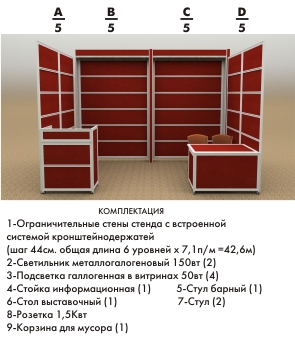 A B C D
5 5 5 5
КОМПЛЕКТАЦИЯ
1-Ограничительные стены стенда с встроенной
системой кронштейнодержатей
(шаг 44см. общая длина 6 уровней х 7,1п/м =42,6м)
2-Светильник металлогалогеновый 150вт (2)
3-Подсветка галлогенная в витринах 50вт (4)
4-Стойка информационная (1) 5-Стул барный (1)
6-Стол выставочный (1) 7-Стул (2)
8-Розетка 1,5Квт
9-Корзина для мусора (1)